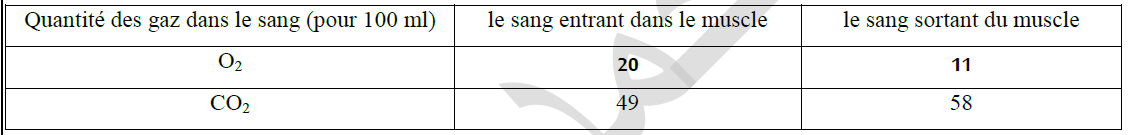 Quantité des gaz dans le sang (pour 100 ml) le sang entrant dans le muscle le sang sortant du muscle
O₂ 20 11
CO₂ 49 58